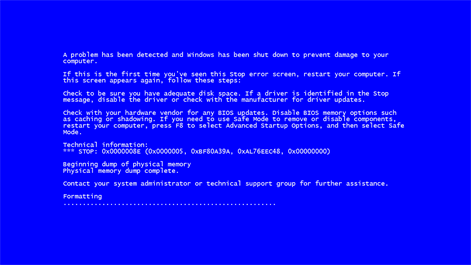 A problem has been detected and Windows has been shut down to prevent damage to your
computer.
If this is the first time you've seen this Stop error screen, restart your computer. If
this screen appears again, follow these steps:
Check to be sure you have adequate disk space. If a driver is identified in the Stop
message, disable the driver or check with the manufacturer for driver updates.
Check with your hardware vendor for any BIOS updates. Disable BIOS memory options such
as caching or shadowing. If you need to use Safe Mode to remove or disable components,
restart your computer, press F8 to select Advanced Startup Options, and then select Safe
Mode.
Technical information:
*** STOP: 0x0000008E (0x0000005, 0xBF80A39A, 0xAL76EEC48, 0x00000000)
Beginning dump of physical memory
Physical memory dump complete.
Contact your system administrator or technical support group for further assistance.
Formatting
.......................................................